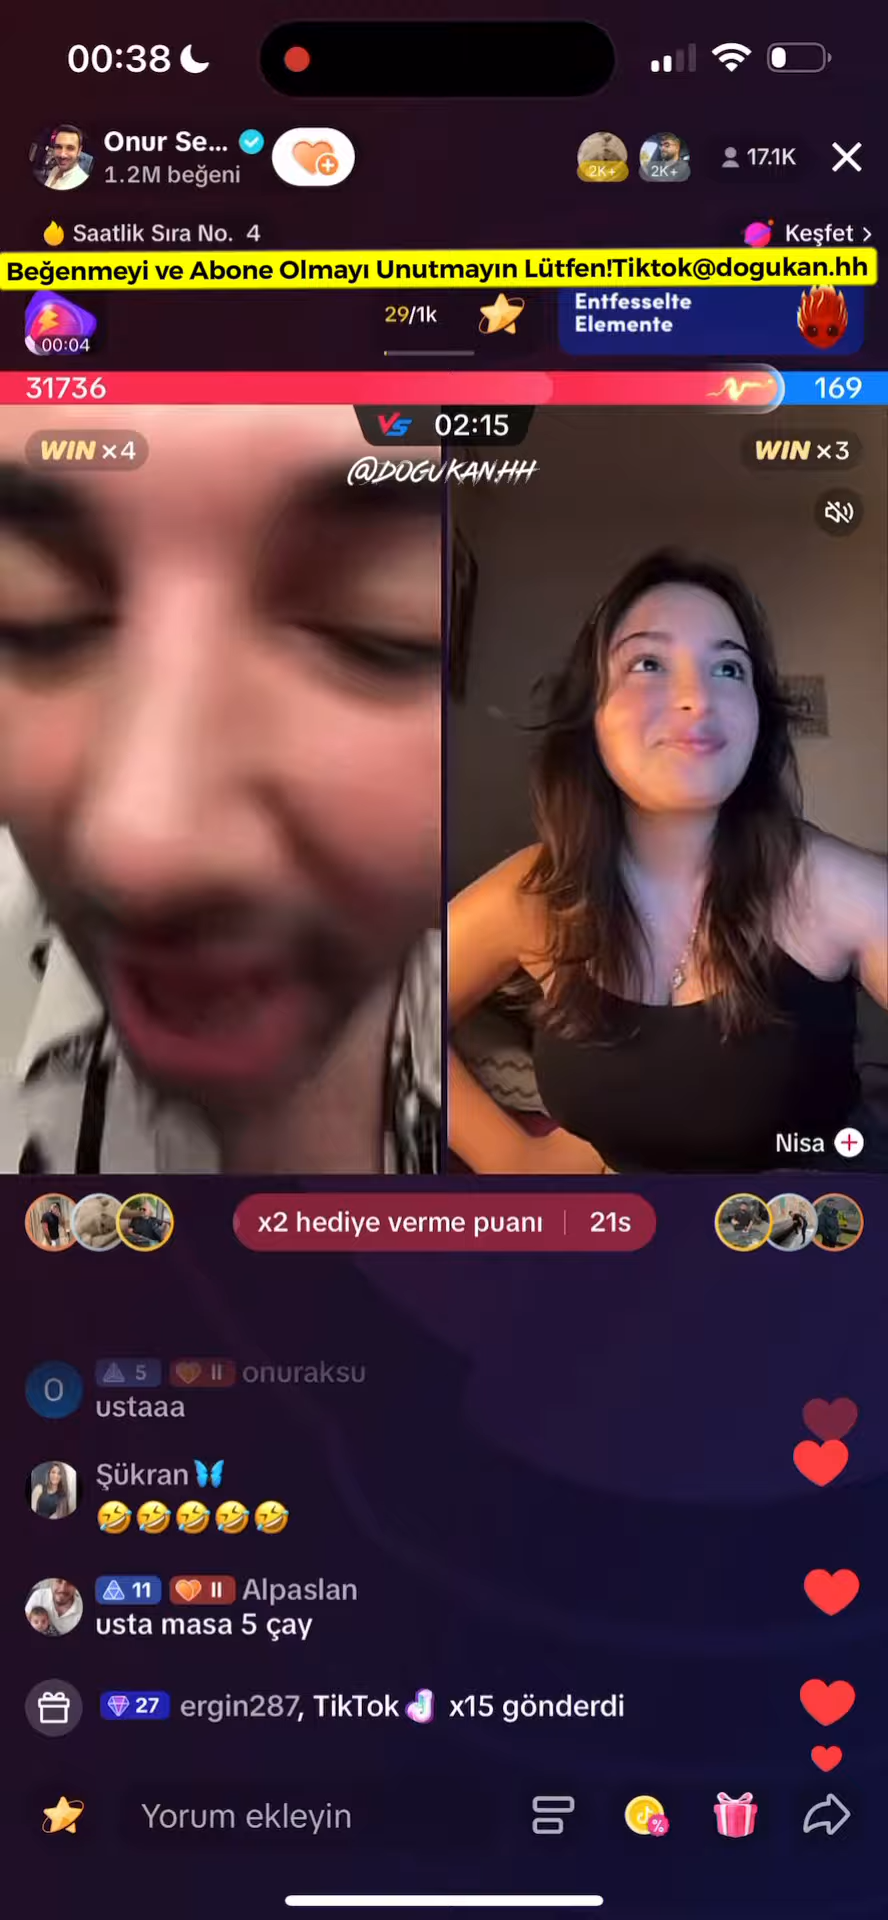 00:38
Onur Se...
1.2M beğeni
2K+
2K+
17.1K
Saatlik Sıra No. 4
Keşfet >
Beğenmeyi ve Abone Olmayı Unutmayın Lütfen!Tiktok@dogukan.hh
00:04
29/1k
Entfesselte
Elemente
31736
169
WIN x4
VS 02:15
WIN x3
@DOGUKAN.HH
Nisa
x2 hediye verme puanı | 21s
O
5 II onuraksu
ustaaa
Şükran🦋
🤣🤣🤣🤣🤣
11 II Alpaslan
usta masa 5 çay
27 ergin287, TikTok x15 gönderdi
Yorum ekleyin